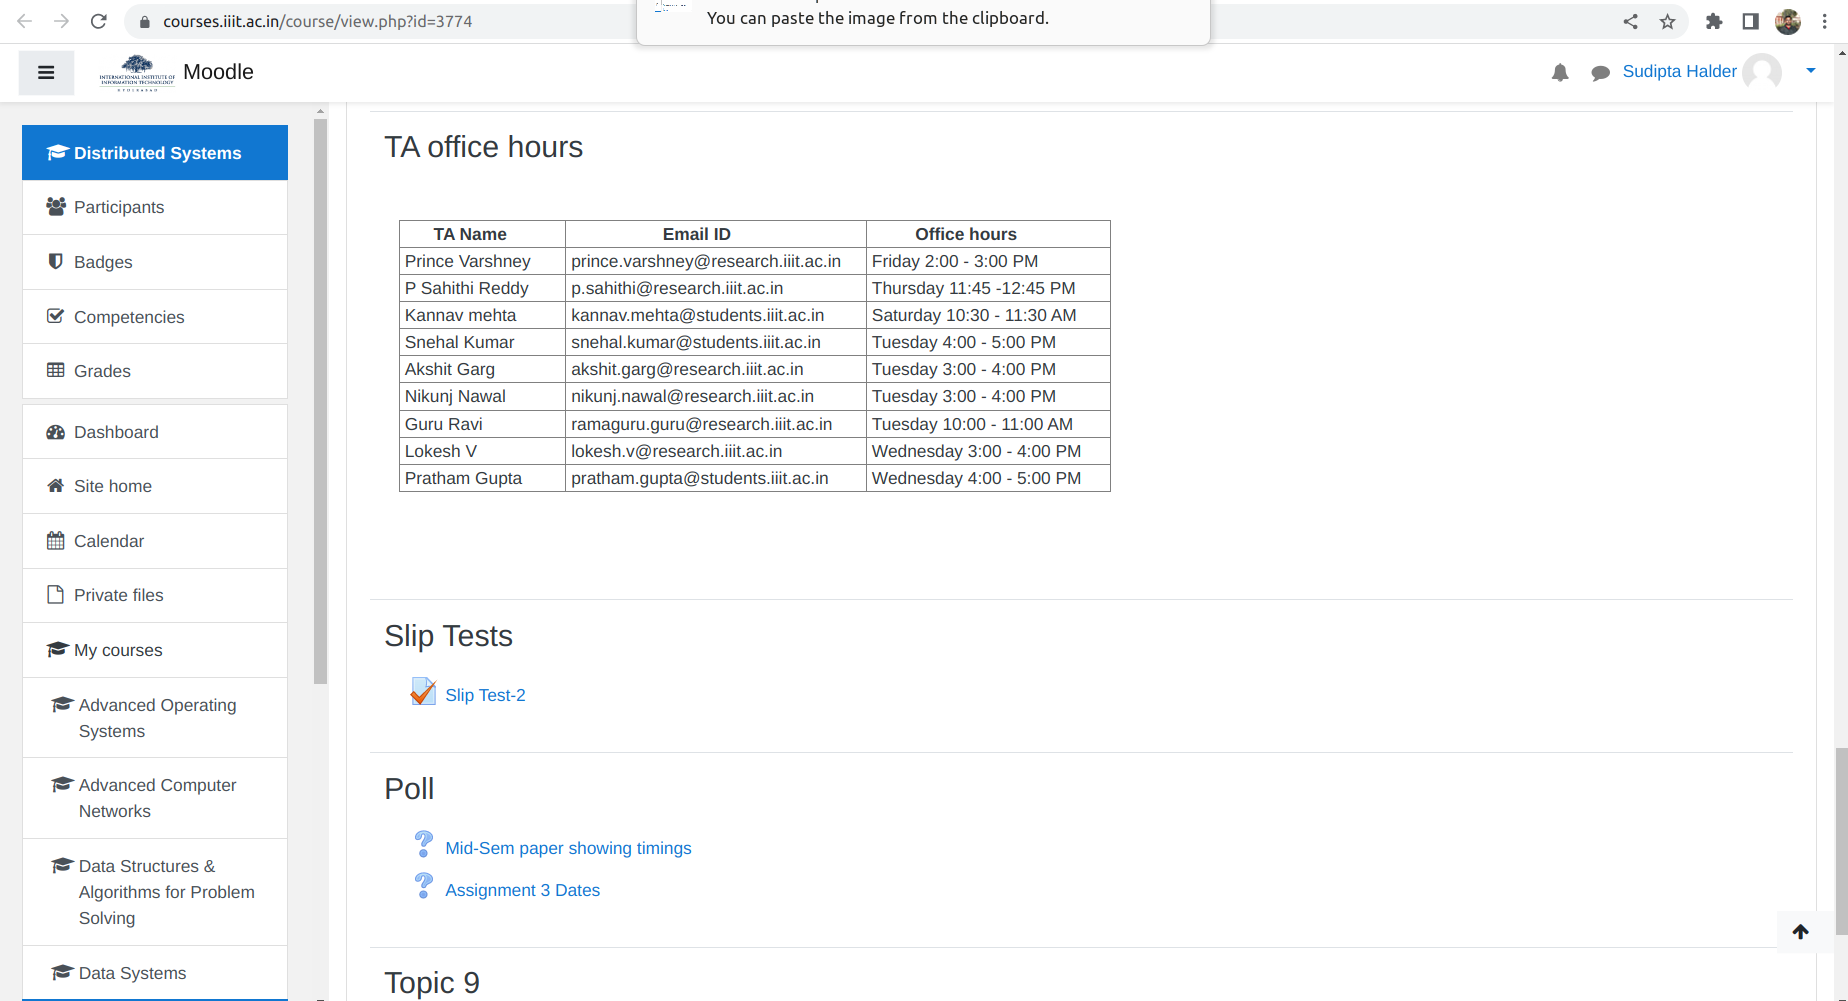 You can paste the image from the clipboard.
courses.iiit.ac.in/course/view.php?id=3774
INTERNATIONAL INSTITUTE OF
INFORMATION TECHNOLOGY
HYDERABAD
Moodle
Sudipta Halder
Distributed Systems
Participants
Badges
Competencies
Grades
Dashboard
Site home
Calendar
Private files
My courses
Advanced Operating
Systems
Advanced Computer
Networks
Data Structures &
Algorithms for Problem
Solving
Data Systems
TA office hours
TA Name Email ID Office hours
Prince Varshney prince.varshney@research.iiit.ac.in Friday 2:00 - 3:00 PM
P Sahithi Reddy p.sahithi@research.iiit.ac.in Thursday 11:45 -12:45 PM
Kannav mehta kannav.mehta@students.iiit.ac.in Saturday 10:30 - 11:30 AM
Snehal Kumar snehal.kumar@students.iiit.ac.in Tuesday 4:00 - 5:00 PM
Akshit Garg akshit.garg@research.iiit.ac.in Tuesday 3:00 - 4:00 PM
Nikunj Nawal nikunj.nawal@research.iiit.ac.in Tuesday 3:00 - 4:00 PM
Guru Ravi ramaguru.guru@research.iiit.ac.in Tuesday 10:00 - 11:00 AM
Lokesh V lokesh.v@research.iiit.ac.in Wednesday 3:00 - 4:00 PM
Pratham Gupta pratham.gupta@students.iiit.ac.in Wednesday 4:00 - 5:00 PM
Slip Tests
Slip Test-2
Poll
Mid-Sem paper showing timings
Assignment 3 Dates
Topic 9